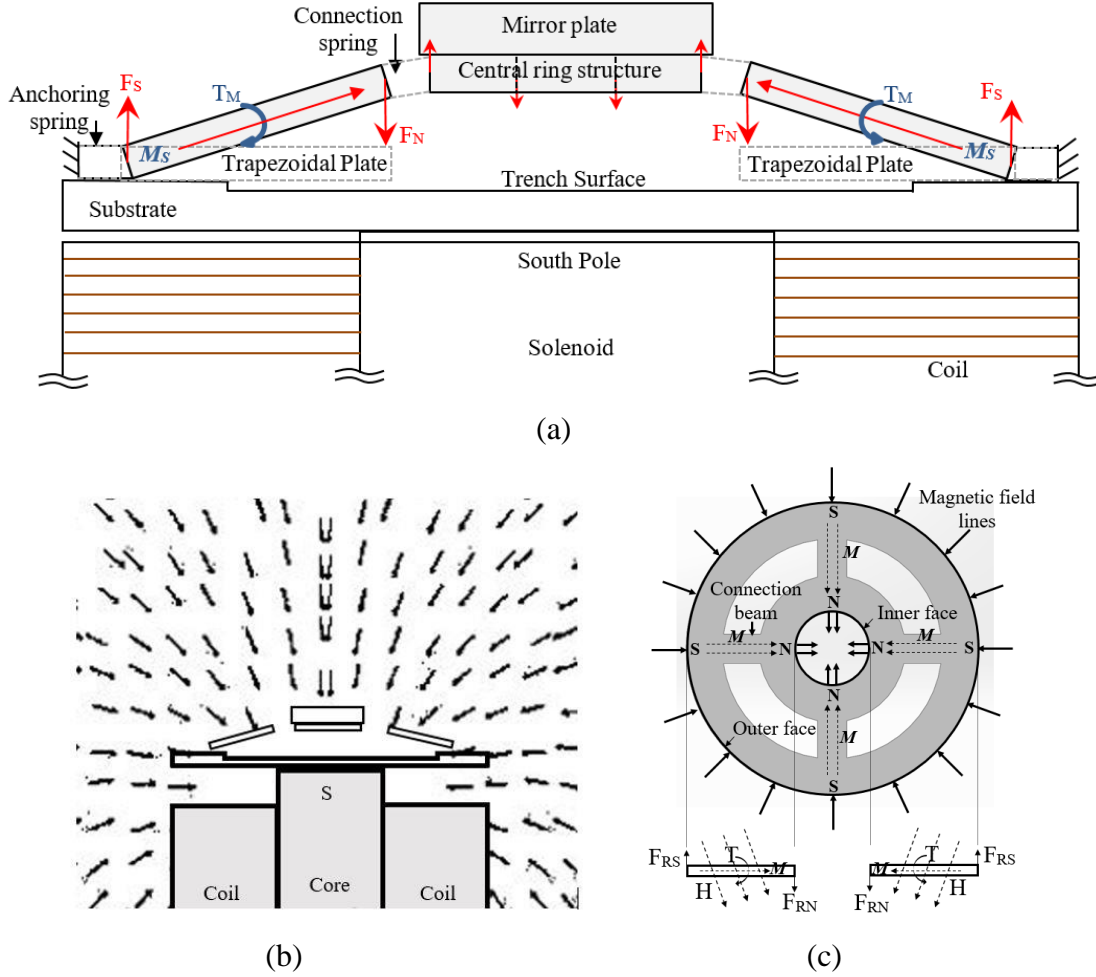 Connection
spring
Mirror plate
Central ring structure
Anchoring
spring
F_S
T_M
F_N
M_S
Trapezoidal Plate
F_N
T_M
F_S
M_S
Trapezoidal Plate
Trench Surface
Substrate
South Pole
Solenoid
Coil
(a)
S
Coil
Core
Coil
(b)
Magnetic field
lines
S
M
Connection
beam
N
Inner face
S
M
N
N
M
S
N
M
Outer face
S
F_RS
T
M
H
F_RN
M
T
F_RS
H
F_RN
(c)